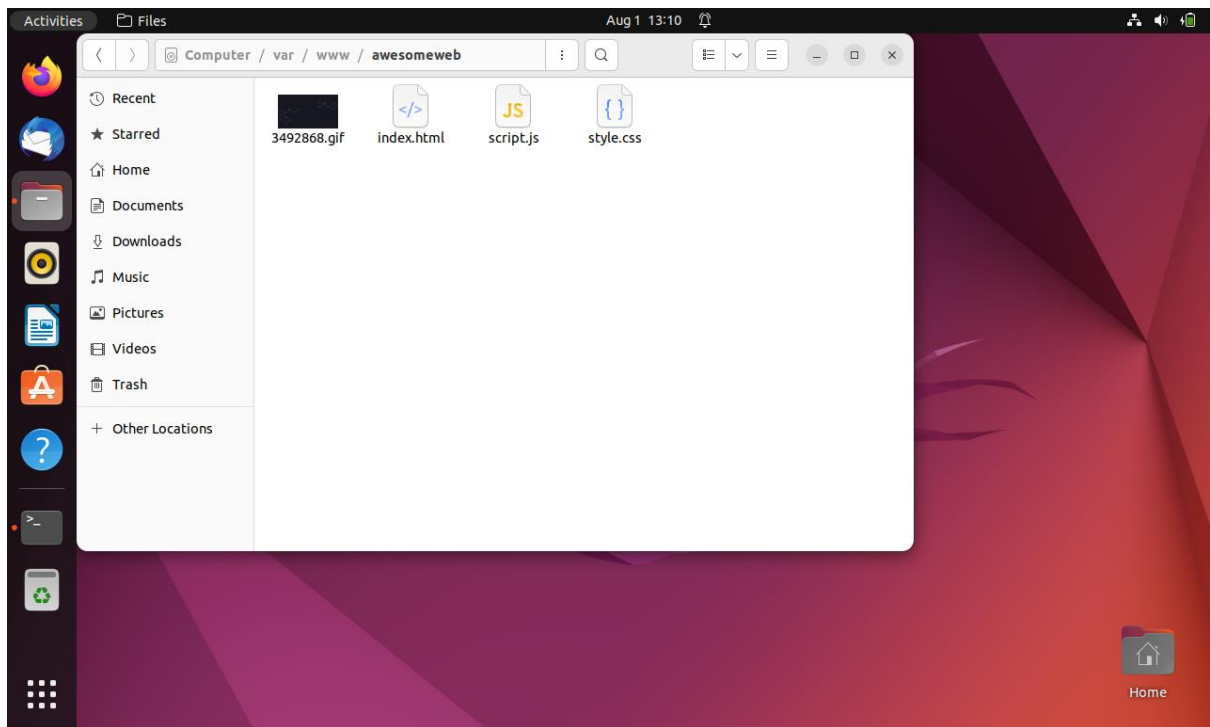 Activities Files Aug 1 13:10
Computer / var / www / awesomeweb
Recent
Starred
Home
Documents
Downloads
Music
Pictures
Videos
Trash
+ Other Locations
</>
JS
{ }
3492868.gif index.html script.js style.css
>_
?
Home